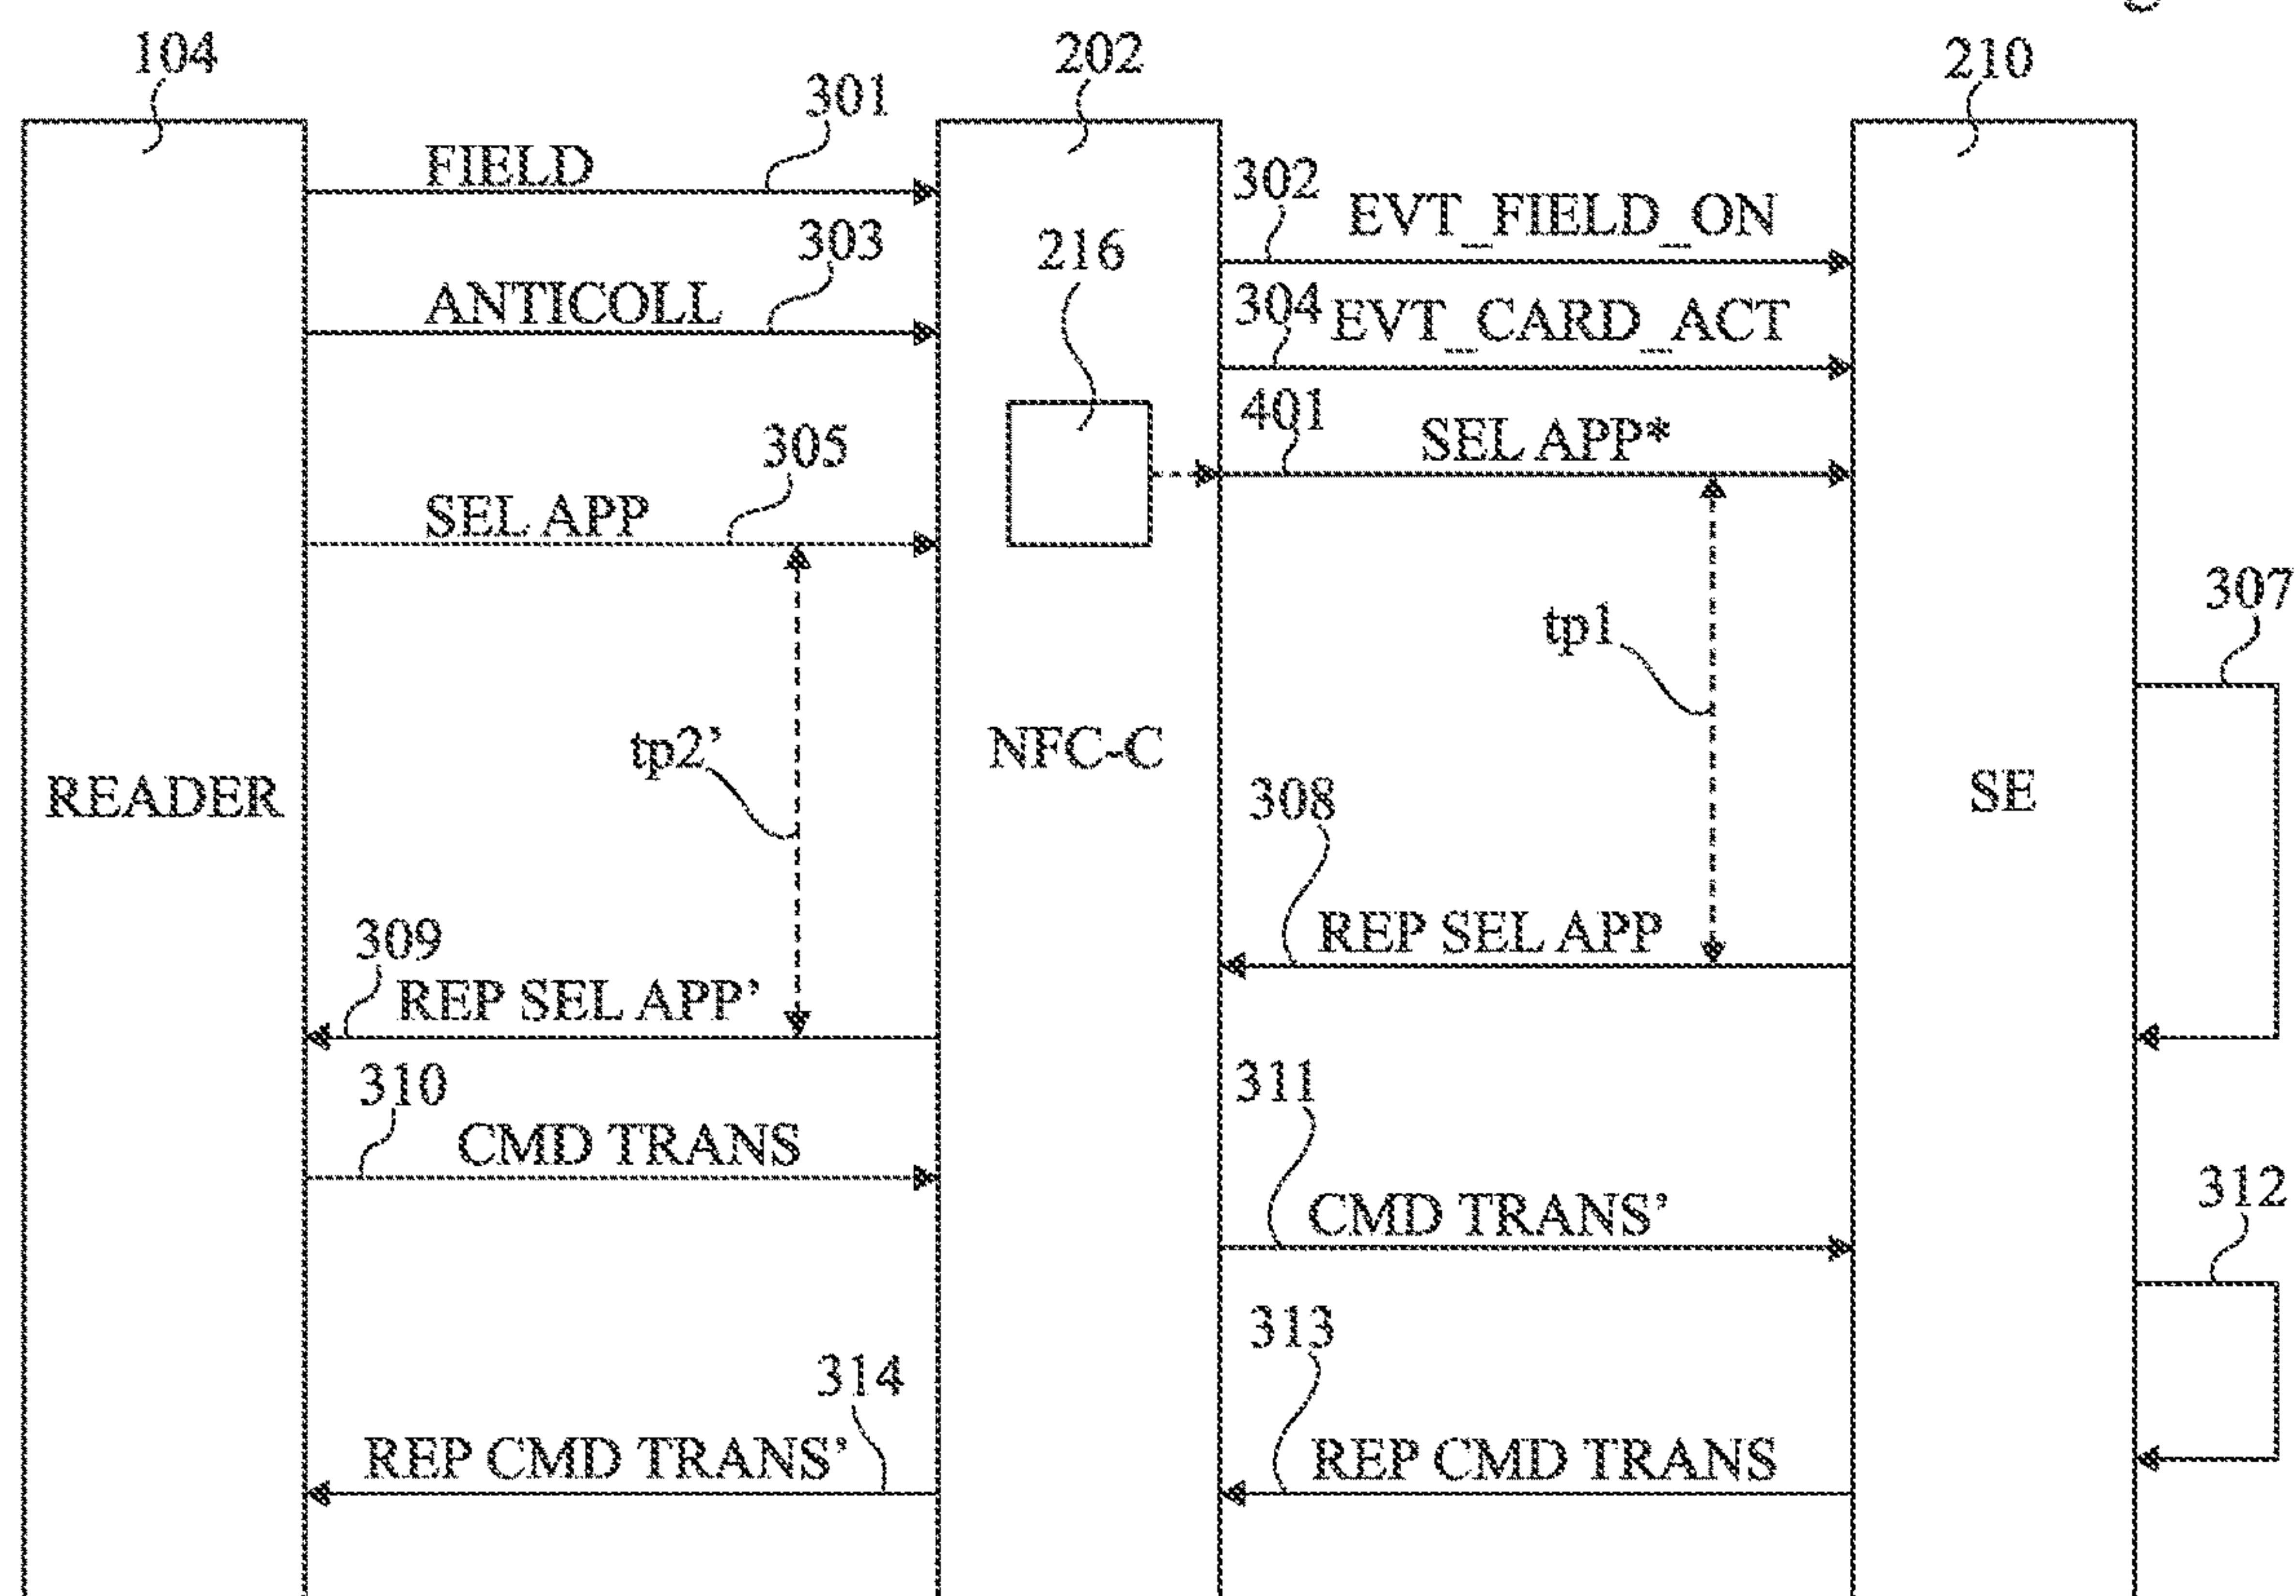 104
202
210
301
FIELD
302
EVT_FIELD_ON
303
216
ANTICOLL
304
EVT_CARD_ACT
401
SEL APP*
305
SEL APP
307
tp1
tp2’
NFC-C
READER
SE
308
REP SEL APP
309
REP SEL APP’
310
311
CMD TRANS
312
CMD TRANS’
313
314
REP CMD TRANS’
REP CMD TRANS